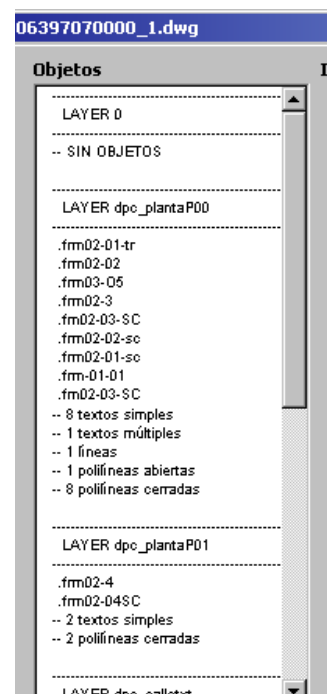 06397070000_1.dwg
Objetos
LAYER 0
-- SIN OBJETOS
LAYER dpc_plantaP00
.frm02-01-tr
.frm02-02
.frm03-O5
.frm02-3
.fm02-03-SC
.frm02-02-sc
.frm02-01-sc
.frm-01-01
.fm02-03-SC
-- 8 textos simples
-- 1 textos múltiples
-- 1 líneas
-- 1 polilíneas abiertas
-- 8 polilíneas cerradas
LAYER dpc_plantaP01
.frm02-4
.frm02-04SC
-- 2 textos simples
-- 2 polilíneas cerradas
LAYER